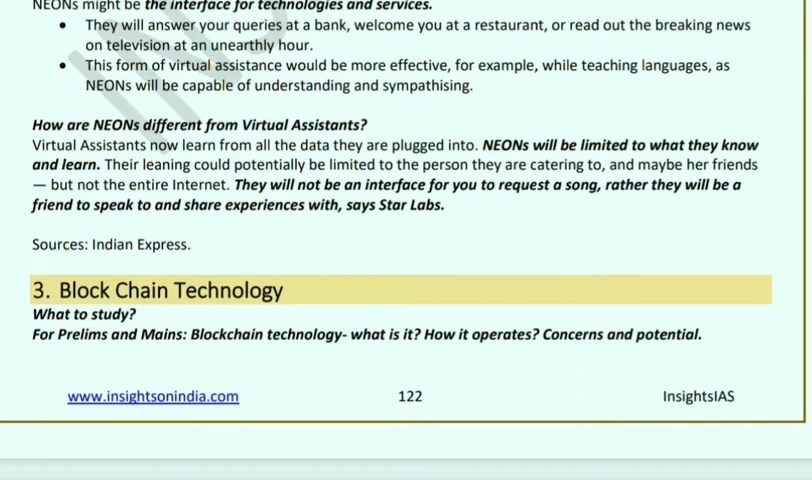 NEONs might be the interface for technologies and services.
• They will answer your queries at a bank, welcome you at a restaurant, or read out the breaking news
on television at an unearthly hour.
• This form of virtual assistance would be more effective, for example, while teaching languages, as
NEONs will be capable of understanding and sympathising.
How are NEONs different from Virtual Assistants?
Virtual Assistants now learn from all the data they are plugged into. NEONs will be limited to what they know
and learn. Their leaning could potentially be limited to the person they are catering to, and maybe her friends
— but not the entire Internet. They will not be an interface for you to request a song, rather they will be a
friend to speak to and share experiences with, says Star Labs.
Sources: Indian Express.
3. Block Chain Technology
What to study?
For Prelims and Mains: Blockchain technology- what is it? How it operates? Concerns and potential.
www.insightsonindia.com 122 InsightsIAS